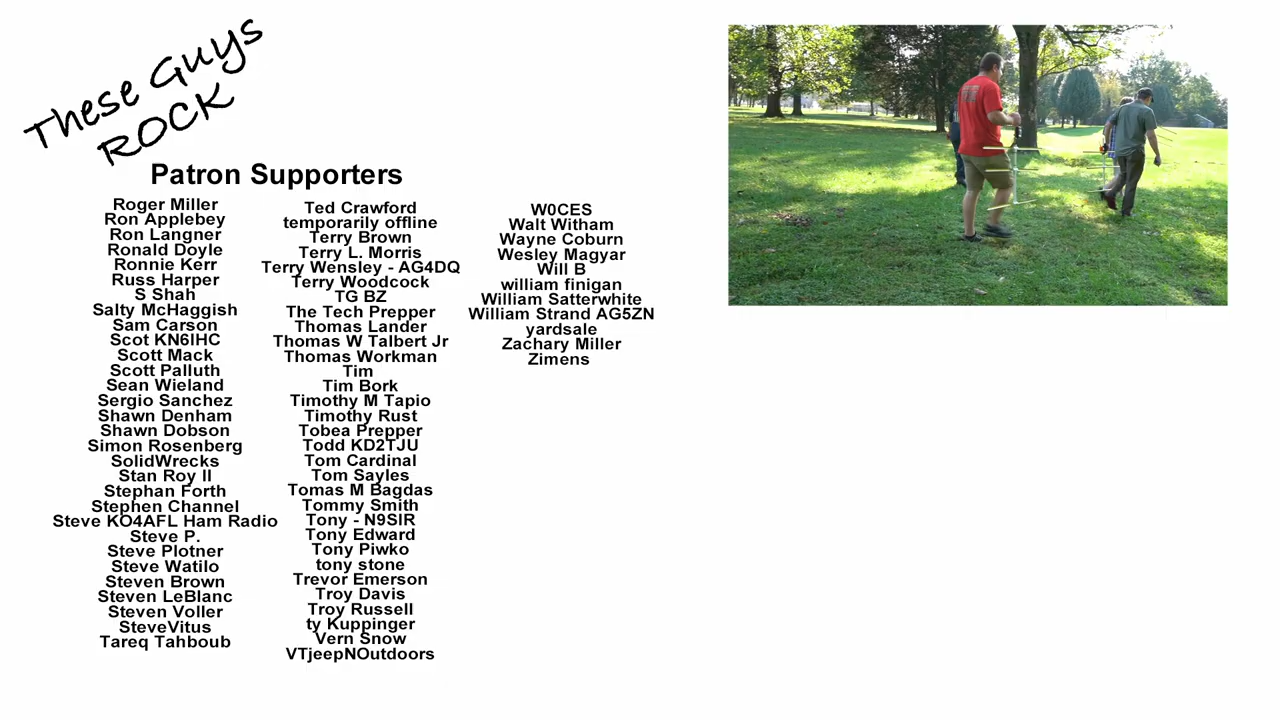 These Guys
ROCK
Patron Supporters
Roger Miller
Ron Applebey
Ron Langner
Ronald Doyle
Ronnie Kerr
Russ Harper
S Shah
Salty McHaggish
Sam Carson
Scot KN6IHC
Scott Mack
Scott Palluth
Sean Wieland
Sergio Sanchez
Shawn Denham
Shawn Dobson
Simon Rosenberg
SolidWrecks
Stan Roy II
Stephan Forth
Stephen Channel
Steve KO4AFL Ham Radio
Steve P.
Steve Plotner
Steve Watilo
Steven Brown
Steven LeBlanc
Steven Voller
SteveVitus
Tareq Tahboub
Ted Crawford
temporarily offline
Terry Brown
Terry L. Morris
Terry Wensley - AG4DQ
Terry Woodcock
TG BZ
The Tech Prepper
Thomas Lander
Thomas W Talbert Jr
Thomas Workman
Tim
Tim Bork
Timothy M Tapio
Timothy Rust
Tobea Prepper
Todd KD2TJU
Tom Cardinal
Tom Sayles
Tomas M Bagdas
Tommy Smith
Tony - N9SIR
Tony Edward
Tony Piwko
tony stone
Trevor Emerson
Troy Davis
Troy Russell
ty Kuppinger
Vern Snow
VTjeepNOutdoors
W0CES
Walt Witham
Wayne Coburn
Wesley Magyar
Will B
william finigan
William Satterwhite
William Strand AG5ZN
yardsale
Zachary Miller
Zimens